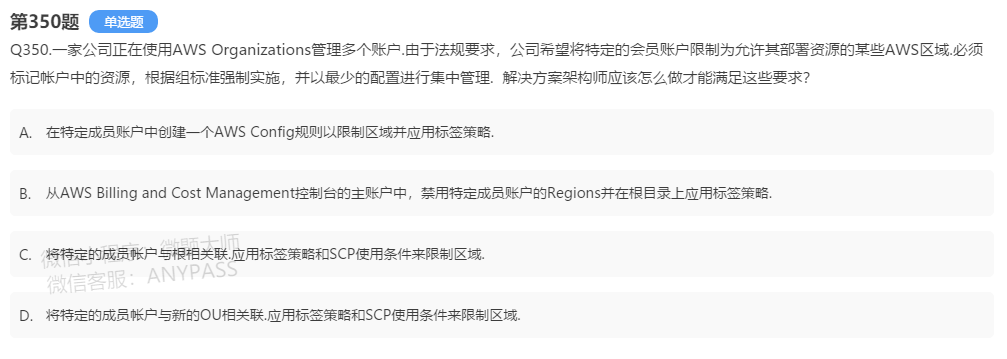 第350题 单选题
Q350.一家公司正在使用AWS Organizations管理多个账户.由于法规要求，公司希望将特定的会员账户限制为允许其部署资源的某些AWS区域.必须
标记帐户中的资源，根据组标准强制实施，并以最少的配置进行集中管理. 解决方案架构师应该怎么做才能满足这些要求？
A. 在特定成员账户中创建一个AWS Config规则以限制区域并应用标签策略.
B. 从AWS Billing and Cost Management控制台的主账户中，禁用特定成员账户的Regions并在根目录上应用标签策略.
微信小程序：微题大师
C. 将特定的成员帐户与根相关联.应用标签策略和SCP使用条件来限制区域.
微信客服：ANYPASS
D. 将特定的成员帐户与新的OU相关联.应用标签策略和SCP使用条件来限制区域.